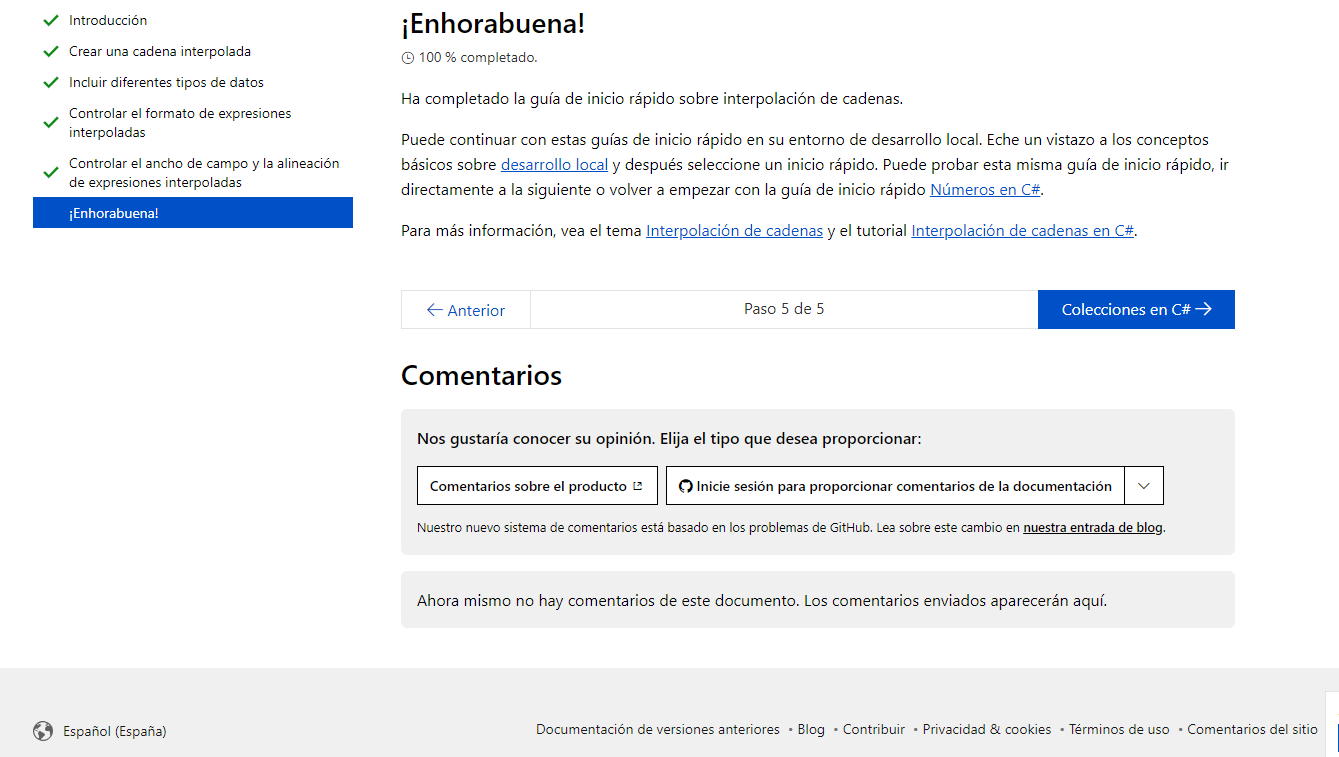 Introducción
Crear una cadena interpolada
Incluir diferentes tipos de datos
Controlar el formato de expresiones
interpoladas
Controlar el ancho de campo y la alineación
de expresiones interpoladas
¡Enhorabuena!
¡Enhorabuena!
100 % completado.
Ha completado la guía de inicio rápido sobre interpolación de cadenas.
Puede continuar con estas guías de inicio rápido en su entorno de desarrollo local. Eche un vistazo a los conceptos
básicos sobre desarrollo local y después seleccione un inicio rápido. Puede probar esta misma guía de inicio rápido, ir
directamente a la siguiente o volver a empezar con la guía de inicio rápido Números en C#.
Para más información, vea el tema Interpolación de cadenas y el tutorial Interpolación de cadenas en C#.
Anterior
Paso 5 de 5
Colecciones en C#
Comentarios
Nos gustaría conocer su opinión. Elija el tipo que desea proporcionar:
Comentarios sobre el producto
Inicie sesión para proporcionar comentarios de la documentación
Nuestro nuevo sistema de comentarios está basado en los problemas de GitHub. Lea sobre este cambio en nuestra entrada de blog.
Ahora mismo no hay comentarios de este documento. Los comentarios enviados aparecerán aquí.
Español (España)
Documentación de versiones anteriores • Blog • Contribuir • Privacidad & cookies • Términos de uso • Comentarios del sitio